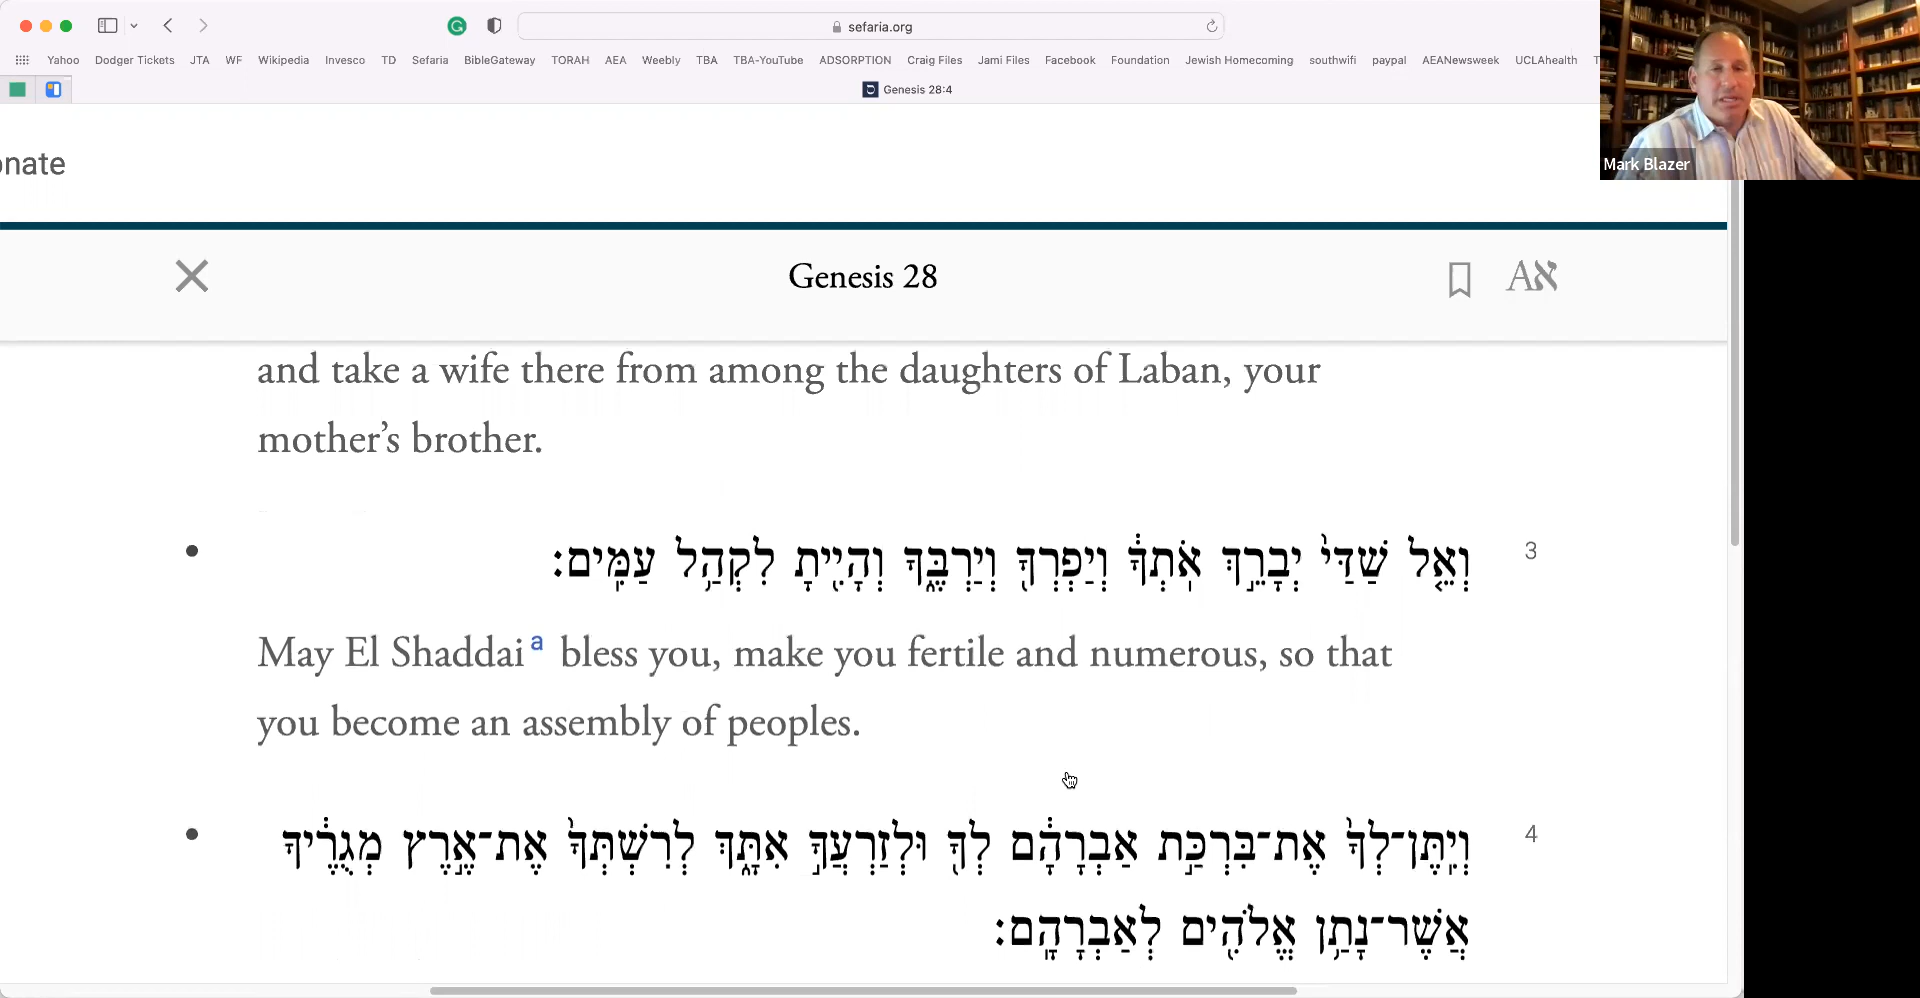 sefaria.org
Yahoo Dodger Tickets JTA WF Wikipedia Invesco TD Sefaria BibleGateway TORAH AEA Weebly TBA TBA-YouTube ADSORPTION Craig Files Jami Files Facebook Foundation Jewish Homecoming southwifi paypal AEANewsweek UCLAhealth
Genesis 28:4
Mark Blazer
onate
Genesis 28
Aא
and take a wife there from among the daughters of Laban, your
mother’s brother.
3
וְאֵ֤ל שַׁדַּי֙ יְבָרֵ֣ךְ אֹֽתְךָ֔ וְיַפְרְךָ֖ וְיַרְבֶּ֑ךָ וְהָיִ֖יתָ לִקְהַ֥ל עַמִּֽים׃
May El Shaddai a bless you, make you fertile and numerous, so that
you become an assembly of peoples.
4
וְיִֽתֶּן־לְךָ֙ אֶת־בִּרְכַּ֣ת אַבְרָהָ֔ם לְךָ֖ וּלְזַרְעֲךָ֣ אִתָּ֑ךְ לְרִשְׁתְּךָ֙ אֶת־אֶ֣רֶץ מְגֻרֶ֔יךָ
אֲשֶׁר־נָתַ֥ן אֱלֹהִ֖ים לְאַבְרָהָֽם׃